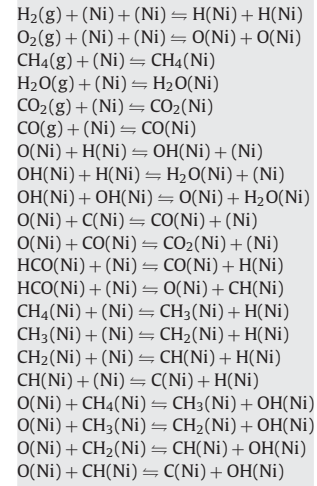 H₂(g) + (Ni) + (Ni) ⇋ H(Ni) + H(Ni)
O₂(g) + (Ni) + (Ni) ⇋ O(Ni) + O(Ni)
CH₄(g) + (Ni) ⇋ CH₄(Ni)
H₂O(g) + (Ni) ⇋ H₂O(Ni)
CO₂(g) + (Ni) ⇋ CO₂(Ni)
CO(g) + (Ni) ⇋ CO(Ni)
O(Ni) + H(Ni) ⇋ OH(Ni) + (Ni)
OH(Ni) + H(Ni) ⇋ H₂O(Ni) + (Ni)
OH(Ni) + OH(Ni) ⇋ O(Ni) + H₂O(Ni)
O(Ni) + C(Ni) ⇋ CO(Ni) + (Ni)
O(Ni) + CO(Ni) ⇋ CO₂(Ni) + (Ni)
HCO(Ni) + (Ni) ⇋ CO(Ni) + H(Ni)
HCO(Ni) + (Ni) ⇋ O(Ni) + CH(Ni)
CH₄(Ni) + (Ni) ⇋ CH₃(Ni) + H(Ni)
CH₃(Ni) + (Ni) ⇋ CH₂(Ni) + H(Ni)
CH₂(Ni) + (Ni) ⇋ CH(Ni) + H(Ni)
CH(Ni) + (Ni) ⇋ C(Ni) + H(Ni)
O(Ni) + CH₄(Ni) ⇋ CH₃(Ni) + OH(Ni)
O(Ni) + CH₃(Ni) ⇋ CH₂(Ni) + OH(Ni)
O(Ni) + CH₂(Ni) ⇋ CH(Ni) + OH(Ni)
O(Ni) + CH(Ni) ⇋ C(Ni) + OH(Ni)